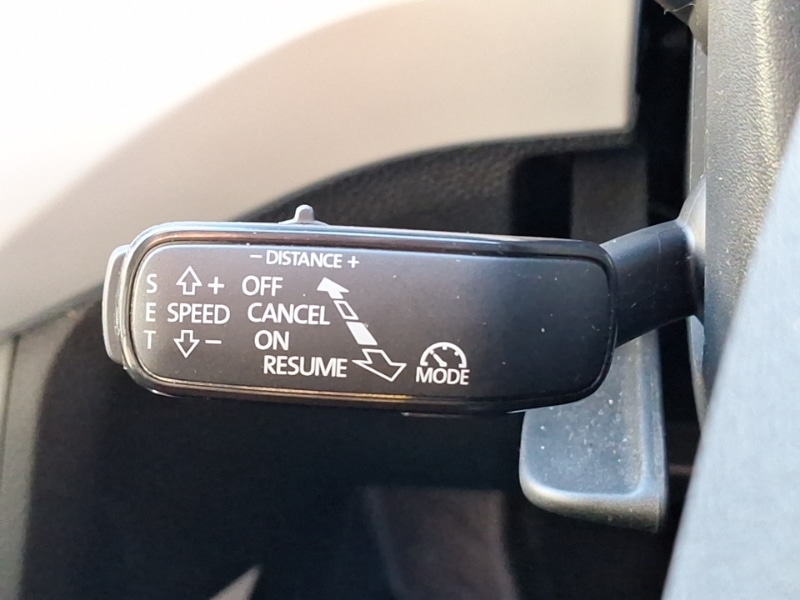 - DISTANCE +
S + OFF
E SPEED CANCEL
T - ON
RESUME
MODE